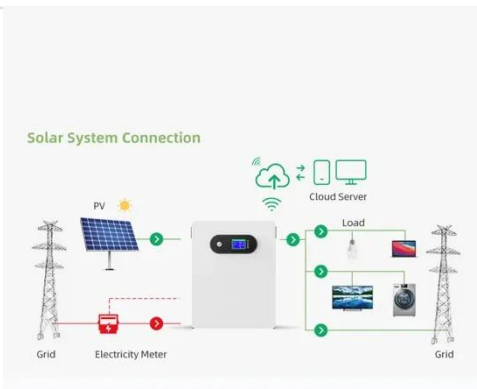 Solar System Connection
Cloud Server
PV
Load
Grid
Electricity Meter
Grid